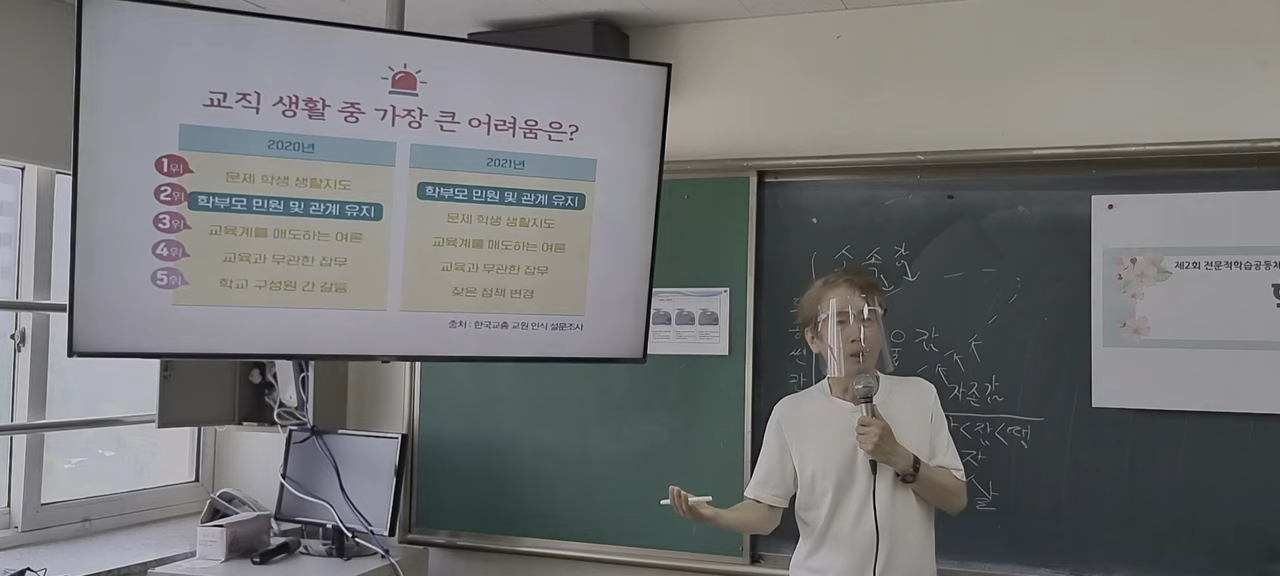 교직 생활 중 가장 큰 어려움은?
2020년
1위 문제 학생 생활지도
2위 학부모 민원 및 관계 유지
3위 교육계를 매도하는 여론
4위 교육과 무관한 잡무
5위 학교 구성원 간 갈등
2021년
학부모 민원 및 관계 유지
문제 학생 생활지도
교육계를 매도하는 여론
교육과 무관한 잡무
잦은 정책 변경
출처 : 한국교총 교원 인식 설문조사
제2회 전문적학습공동체
자존감